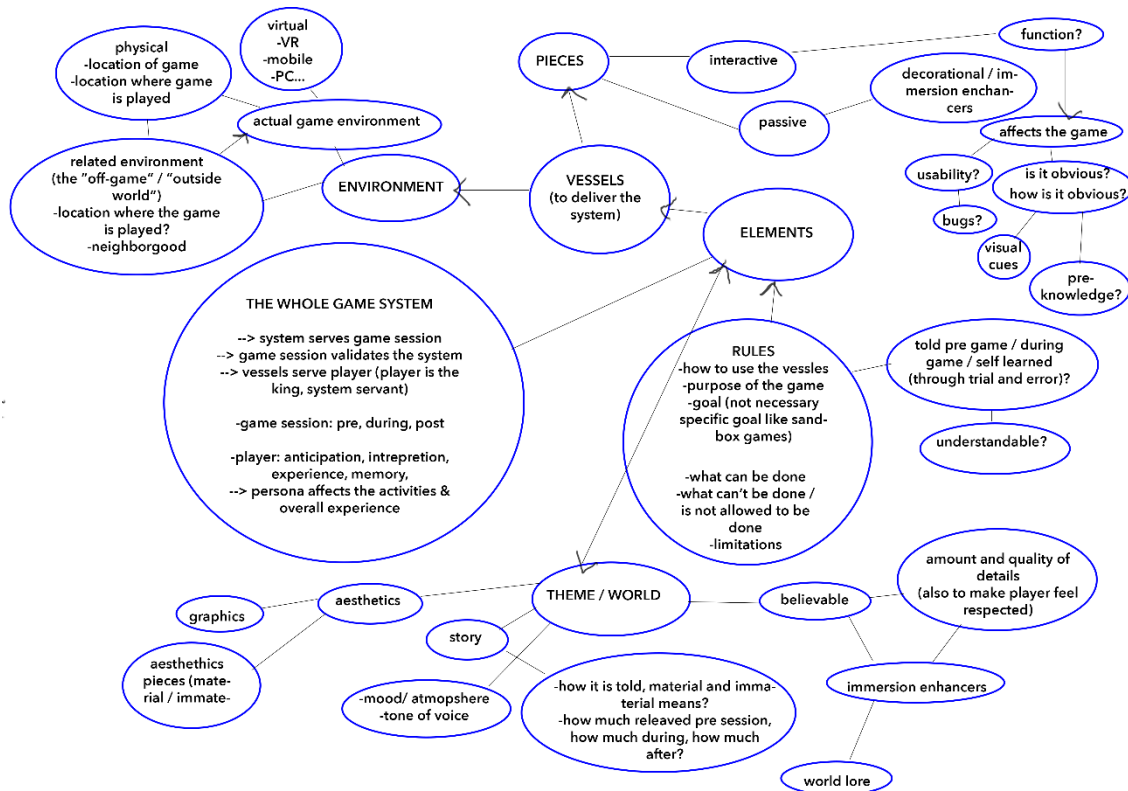 virtual
-VR
-mobile
-PC...
physical
-location of game
-location where game
is played
actual game environment
related environment
(the "off-game" / "outside
world")
-location where the game
is played?
-neighborgood
ENVIRONMENT
VESSELS
(to deliver the
system)
PIECES
interactive
function?
decorational / im-
mersion enchan-
cers
passive
affects the game
usability?
bugs?
is it obvious?
how is it obvious?
visual
cues
pre-
knowledge?
ELEMENTS
THE WHOLE GAME SYSTEM
--> system serves game session
--> game session validates the system
--> vessels serve player (player is the
king, system servant)
-game session: pre, during, post
-player: anticipation, intrepretion,
experience, memory,
--> persona affects the activities &
overall experience
RULES
-how to use the vessles
-purpose of the game
-goal (not necessary
specific goal like sand-
box games)
-what can be done
-what can't be done /
is not allowed to be
done
-limitations
told pre game / during
game / self learned
(through trial and error)?
understandable?
THEME / WORLD
aesthetics
graphics
aesthethics
pieces (mate-
rial / immate-
story
-mood/ atmopshere
-tone of voice
-how it is told, material and imma-
terial means?
-how much releaved pre session,
how much during, how much
after?
believable
amount and quality of
details
(also to make player feel
respected)
immersion enhancers
world lore